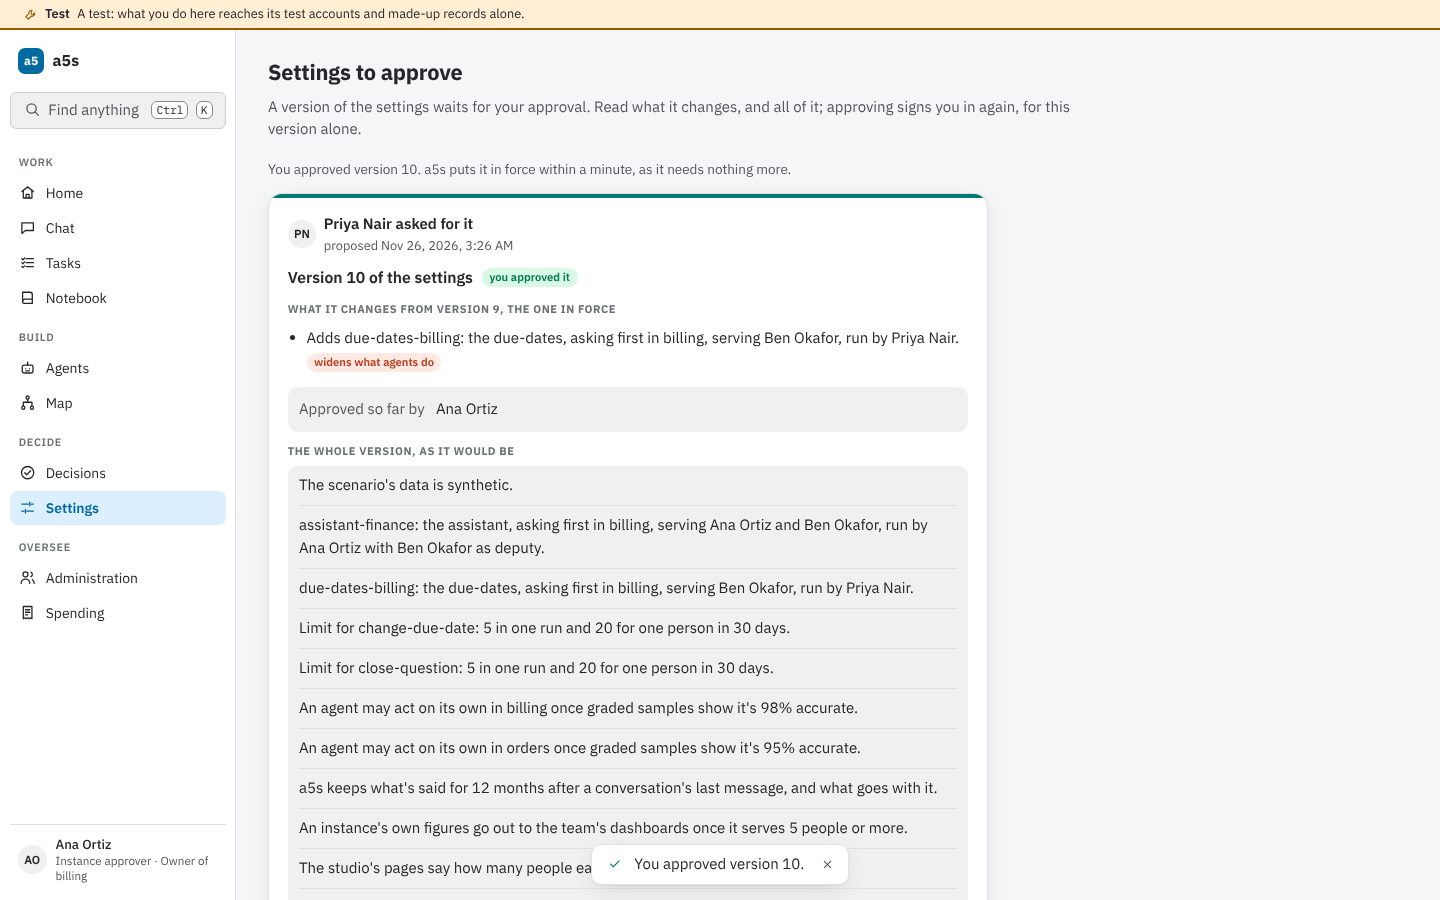 Test A test: what you do here reaches its test accounts and made-up records alone.
a5 a5s
Find anything Ctrl K
WORK
Home
Chat
Tasks
Notebook
BUILD
Agents
Map
DECIDE
Decisions
Settings
OVERSEE
Administration
Spending
AO
Ana Ortiz
Instance approver · Owner of
billing
Settings to approve
A version of the settings waits for your approval. Read what it changes, and all of it; approving signs you in again, for this
version alone.
You approved version 10. a5s puts it in force within a minute, as it needs nothing more.
PN
Priya Nair asked for it
proposed Nov 26, 2026, 3:26 AM
Version 10 of the settings you approved it
WHAT IT CHANGES FROM VERSION 9, THE ONE IN FORCE
Adds due-dates-billing: the due-dates, asking first in billing, serving Ben Okafor, run by Priya Nair.
widens what agents do
Approved so far by Ana Ortiz
THE WHOLE VERSION, AS IT WOULD BE
The scenario's data is synthetic.
assistant-finance: the assistant, asking first in billing, serving Ana Ortiz and Ben Okafor, run by
Ana Ortiz with Ben Okafor as deputy.
due-dates-billing: the due-dates, asking first in billing, serving Ben Okafor, run by Priya Nair.
Limit for change-due-date: 5 in one run and 20 for one person in 30 days.
Limit for close-question: 5 in one run and 20 for one person in 30 days.
An agent may act on its own in billing once graded samples show it's 98% accurate.
An agent may act on its own in orders once graded samples show it's 95% accurate.
a5s keeps what's said for 12 months after a conversation's last message, and what goes with it.
An instance's own figures go out to the team's dashboards once it serves 5 people or more.
The studio's pages say how many people
You approved version 10.